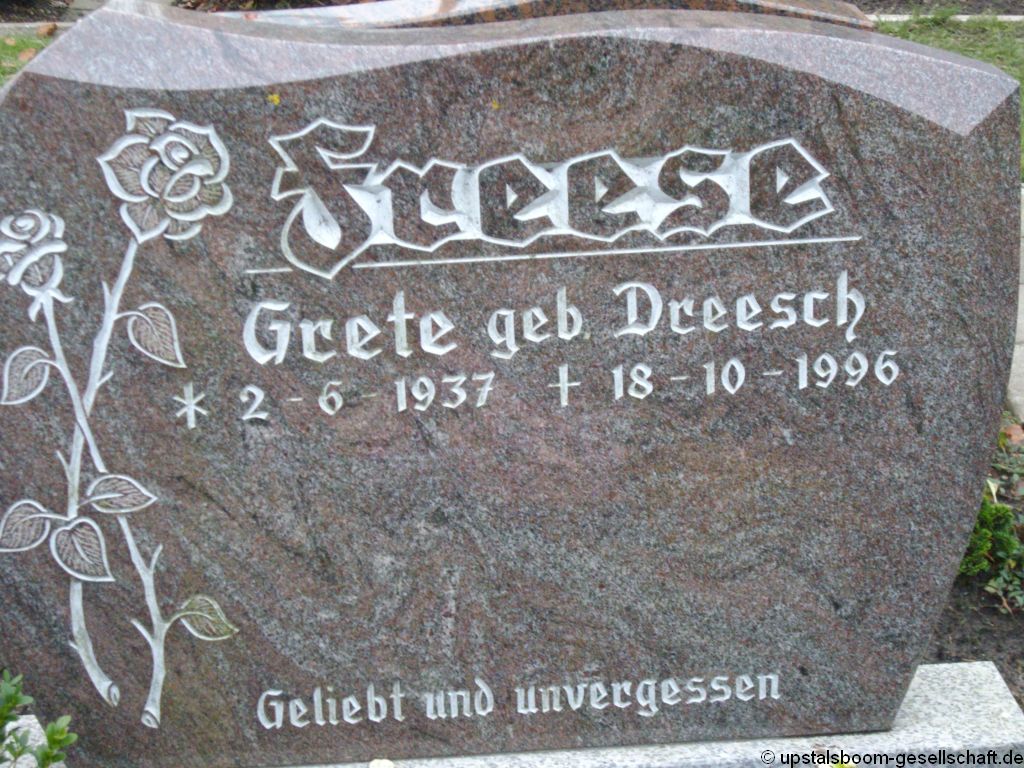 Freese
Grete geb. Dreesch
* 2-6-1937 † 18-10-1996
Geliebt und unvergessen
© upstalsboom-gesellschaft.de